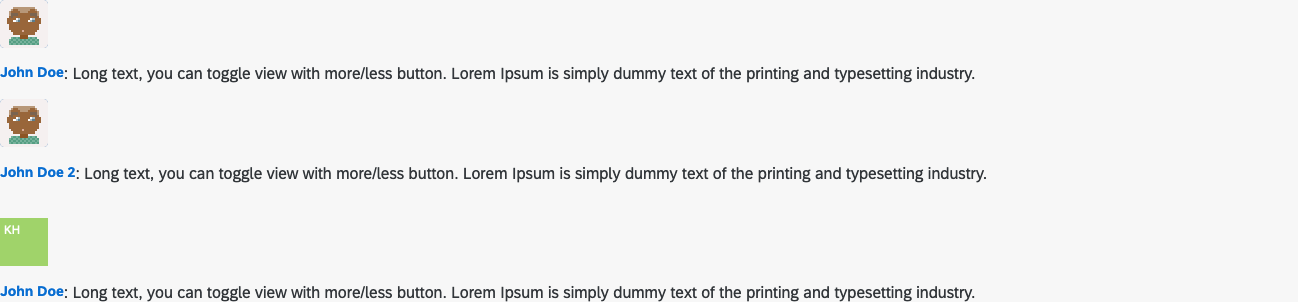 John Doe: Long text, you can toggle view with more/less button. Lorem Ipsum is simply dummy text of the printing and typesetting industry.
John Doe 2: Long text, you can toggle view with more/less button. Lorem Ipsum is simply dummy text of the printing and typesetting industry.
KH
John Doe: Long text, you can toggle view with more/less button. Lorem Ipsum is simply dummy text of the printing and typesetting industry.